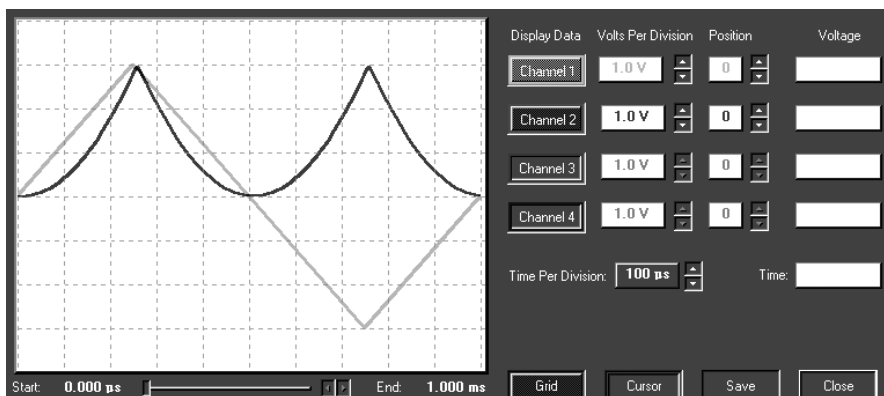 Display Data Volts Per Division Position Voltage
Channel 1 1.0 V 0
Channel 2 1.0 V 0
Channel 3 1.0 V 0
Channel 4 1.0 V 0
Time Per Division: 100 µs Time:
Start: 0.000 µs End: 1.000 ms
Grid Cursor Save Close